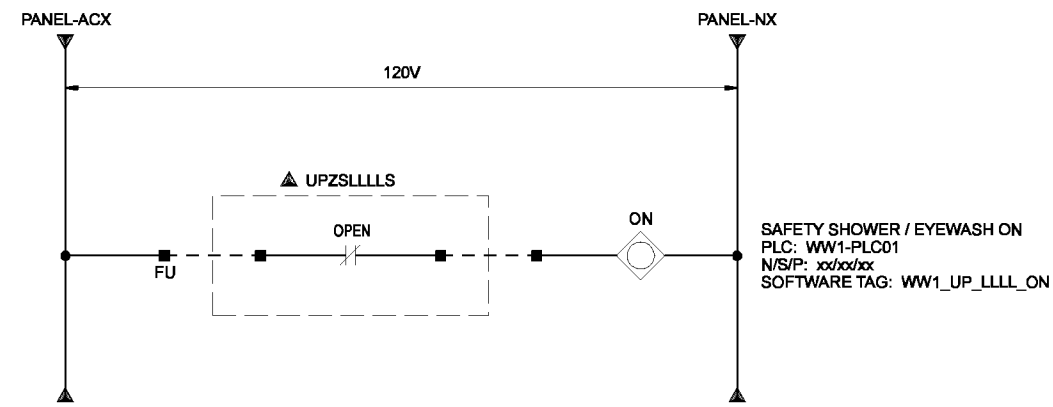 PANEL-ACX
PANEL-NX
120V
UPZSLLLLS
OPEN
ON
FU
SAFETY SHOWER / EYEWASH ON
PLC: WW1-PLC01
N/S/P: xx/xx/xx
SOFTWARE TAG: WW1_UP_LLLL_ON